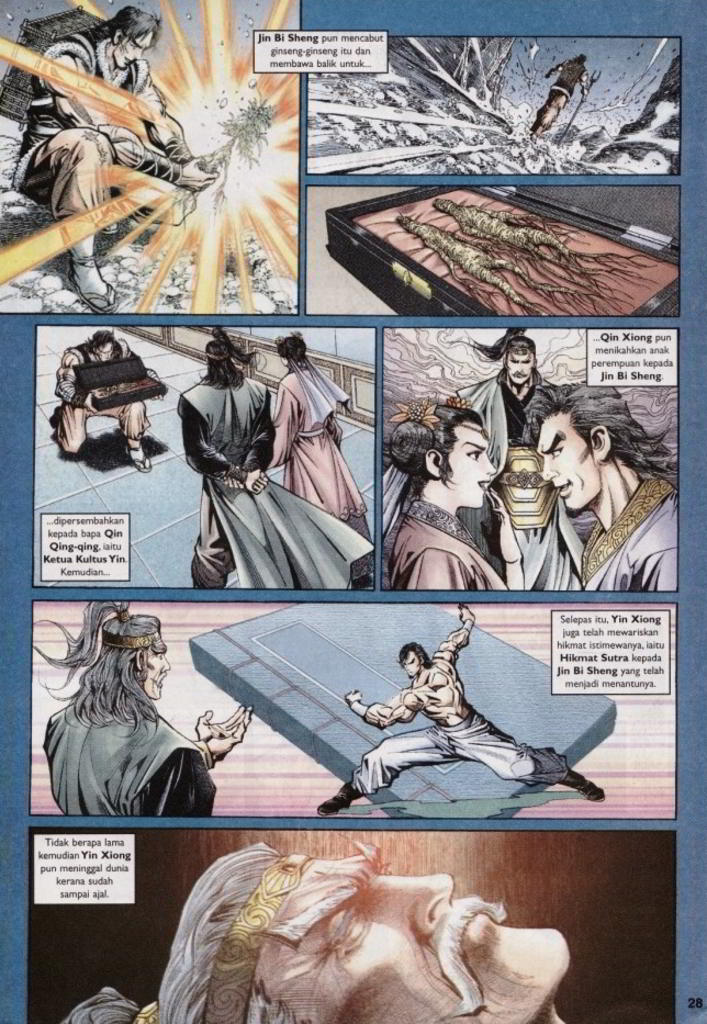 Jin Bi Sheng pun mencabut
ginseng-ginseng itu dan
membawa balik untuk...
...dipersembahkan
kepada bapa Qin
Qing-qing, iaitu
Ketua Kultus Yin.
Kemudian...
...Qin Xiong pun
menikahkan anak
perempuan kepada
Jin Bi Sheng.
Selepas itu, Yin Xiong
juga telah mewariskan
hikmat istimewanya, iaitu
Hikmat Sutra kepada
Jin Bi Sheng yang telah
menjadi menantunya.
Tidak berapa lama
kemudian Yin Xiong
pun meninggal dunia
kerana sudah
sampai ajal.
28